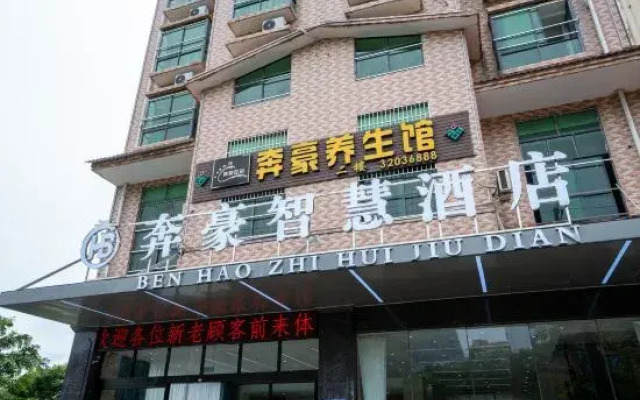 奔豪养生馆
二楼 32036888
奔豪智慧酒店
BEN HAO ZHI HUI JIU DIAN
欢迎各位新老顾客前来体